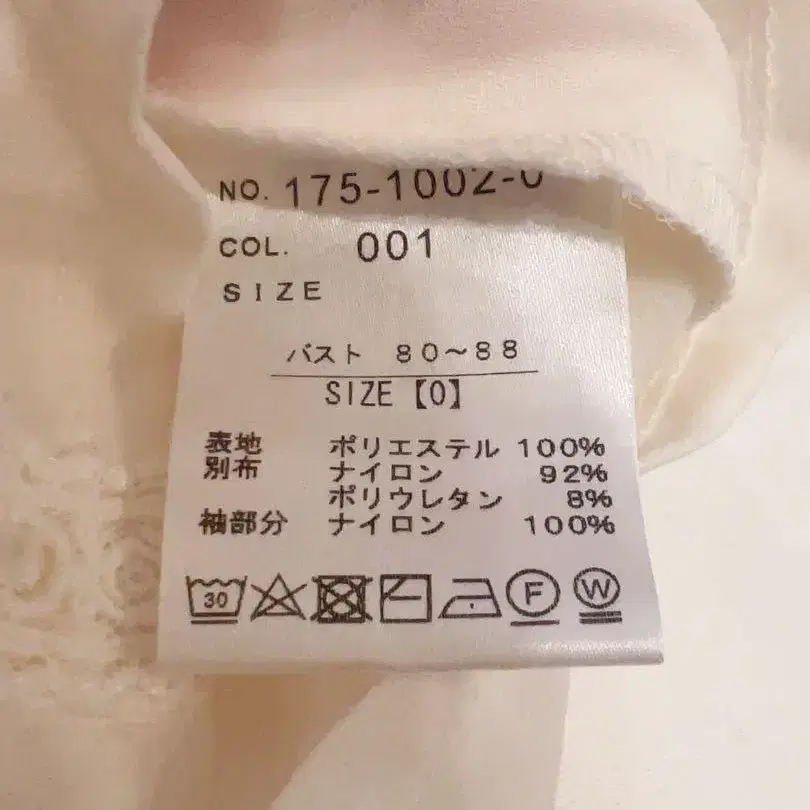 NO. 175-1002-0
COL. 001
SIZE
バスト 80～88
SIZE【0】
表地 ポリエステル 100%
別布 ナイロン 92%
ポリウレタン 8%
袖部分 ナイロン 100%
30
F
W